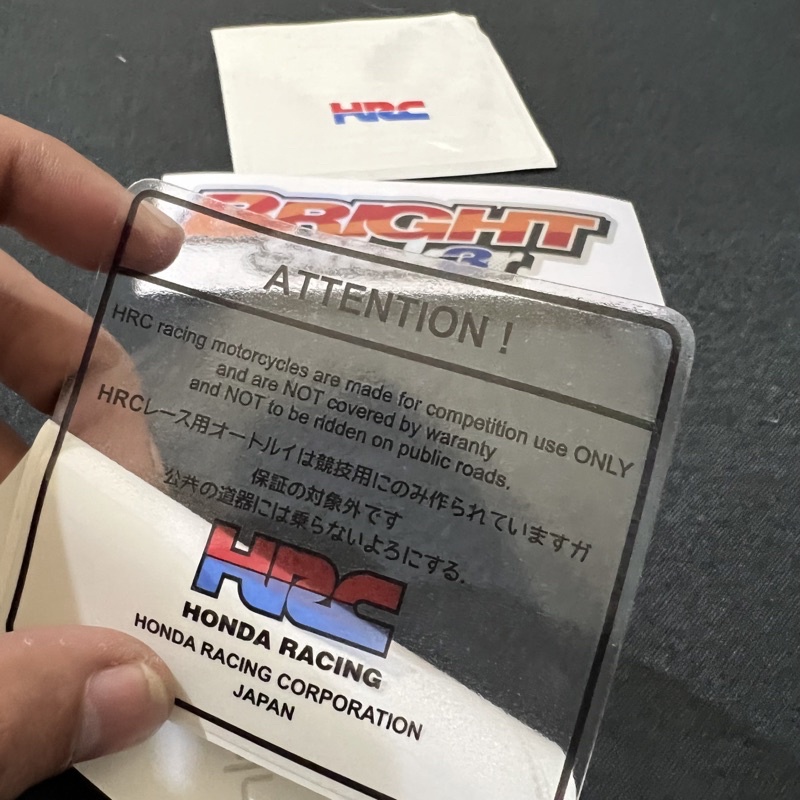 HRC
BRIGHT
ATTENTION !
HRC racing motorcycles are made for competition use ONLY
and are NOT covered by waranty
and NOT to be ridden on public roads.
HRCレース用オートルイは競技用にのみ作られていますガ
保証の対象外です
公共の道器には乗らないよろにする.
HRC
HONDA RACING
HONDA RACING CORPORATION
JAPAN